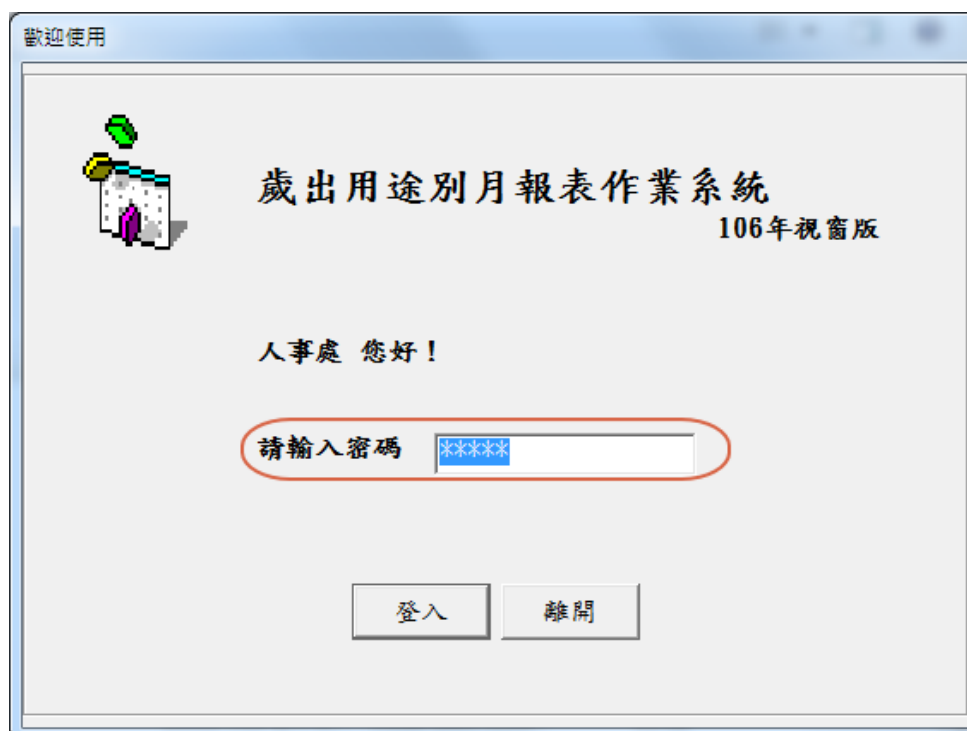 歡迎使用
歲出用途別月報表作業系統
106年視窗版
人事處 您好！
請輸入密碼 *****
登入 離開